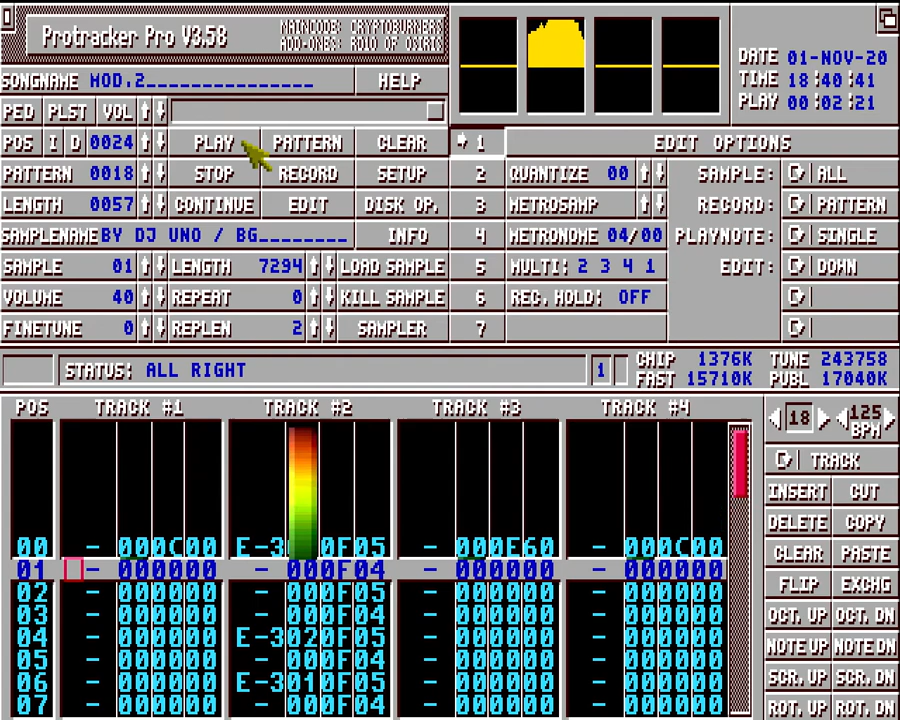 Protracker Pro V3.58
MAINCODE: CRYPTOBURNERS
ADD-ONES: BOLO OF OSIRIS
DATE 01-NOV-20
TIME 18:40:41
PLAY 00:02:21
SONGNAME MOD.2_______________ HELP
PED PLST VOL
POS I D 0024 PLAY PATTERN CLEAR 1 EDIT OPTIONS
PATTERN 0018 STOP RECORD SETUP 2 QUANTIZE 00 SAMPLE: ALL
LENGTH 0057 CONTINUE EDIT DISK OP. 3 METROSAMP RECORD: PATTERN
SAMPLENAME BY DJ UNO / BG________ INFO 4 METRONOME 04/00 PLAYNOTE: SINGLE
SAMPLE 01 LENGTH 7294 LOAD SAMPLE 5 MULTI: 2 3 4 1 EDIT: DOWN
VOLUME 40 REPEAT 0 KILL SAMPLE 6 REC. HOLD: OFF
FINETUNE 0 REPLEN 2 SAMPLER 7
STATUS: ALL RIGHT 1 CHIP 1376K TUNE 243758
FAST 15710K PUBL 17040K
POS TRACK #1 TRACK #2 TRACK #3 TRACK #4
18 125 BPM
TRACK
INSERT CUT
DELETE COPY
CLEAR PASTE
FLIP EXCHG
OCT. UP OCT. DN
NOTE UP NOTE DN
SCR. UP SCR. DN
ROT. UP ROT. DN
00 - 000C00 E-3 0F05 - 000E60 - 000C00
01 - 000000 - 000F04 - 000000 - 000000
02 - 000000 - 000F05 - 000000 - 000000
03 - 000000 - 000F04 - 000000 - 000000
04 - 000000 E-3020F05 - 000000 - 000000
05 - 000000 - 000F04 - 000000 - 000000
06 - 000000 E-3010F05 - 000000 - 000000
07 - 000000 - 000F04 - 000000 - 000000